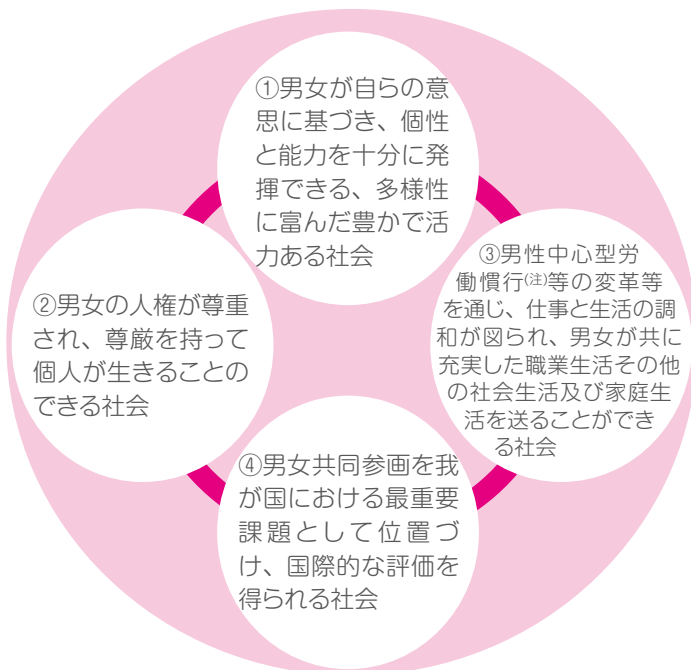 ①男女が自らの意
思に基づき、個性
と能力を十分に発
揮できる、多様性
に富んだ豊かで活
力ある社会
②男女の人権が尊重
され、尊厳を持って
個人が生きることの
できる社会
③男性中心型労
働慣行(注)等の変革等
を通じ、仕事と生活の調
和が図られ、男女が共に
充実した職業生活その他
の社会生活及び家庭生
活を送ることができ
る社会
④男女共同参画を我
が国における最重要
課題として位置づ
け、国際的な評価を
得られる社会